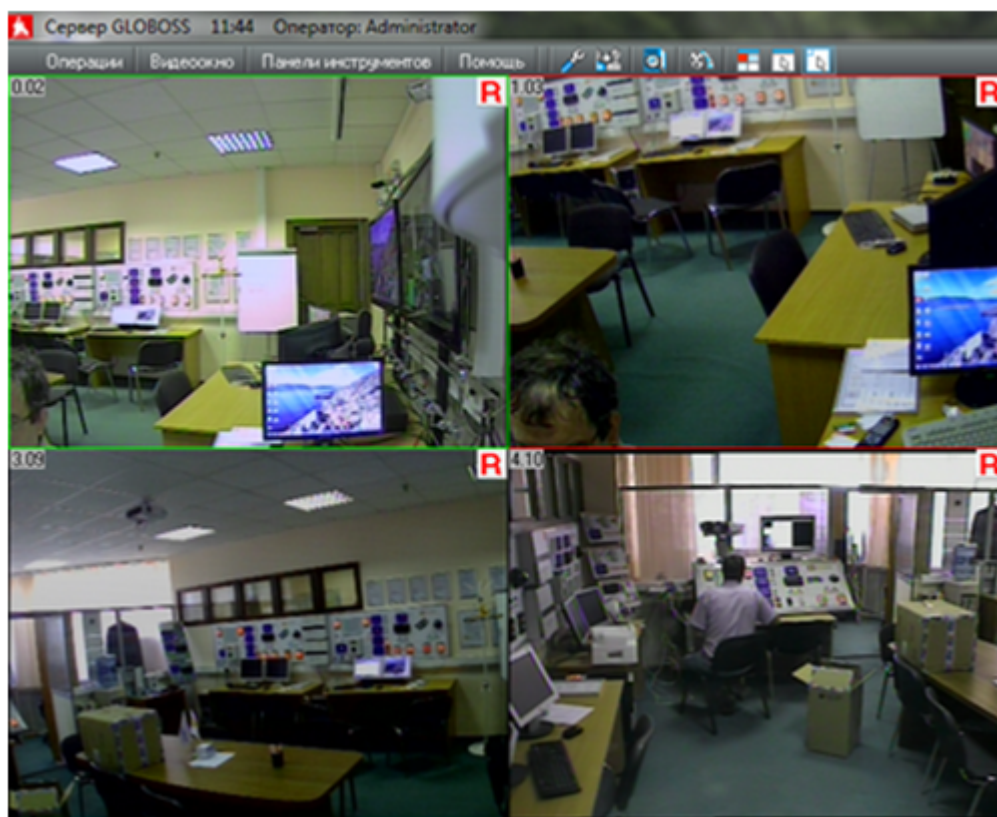 Сервер GLOBOSS 11:44 Оператор: Administrator
Операции Видеоокно Панели инструментов Помощь
0.02 R 1.03 R
3.09 R 4.10 R